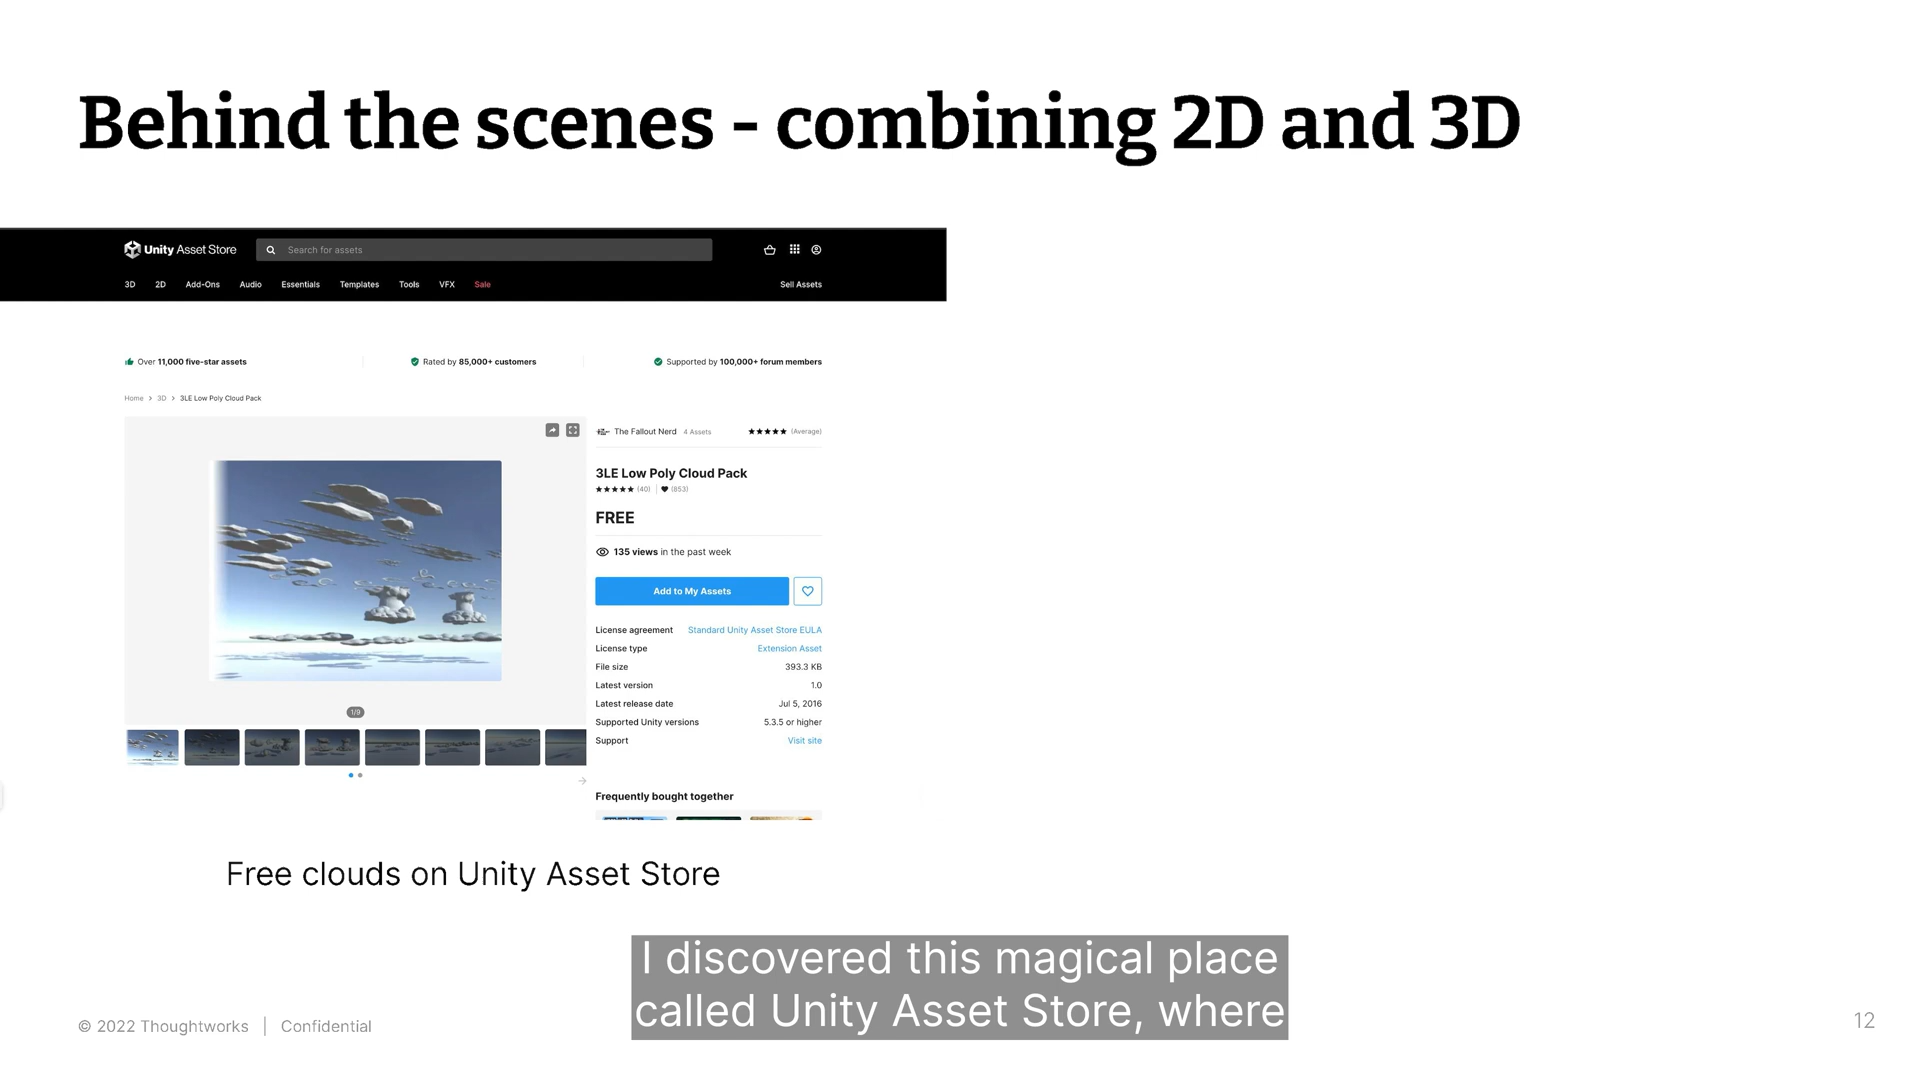 Behind the scenes - combining 2D and 3D
Unity Asset Store
Search for assets
3D 2D Add-Ons Audio Essentials Templates Tools VFX Sale Sell Assets
Over 11,000 five-star assets
Rated by 85,000+ customers
Supported by 100,000+ forum members
Home > 3D > 3LE Low Poly Cloud Pack
The Fallout Nerd 4 Assets ★★★★★ (Average)
3LE Low Poly Cloud Pack
★★★★★ (40) | ♥ (853)
FREE
135 views in the past week
Add to My Assets
License agreement Standard Unity Asset Store EULA
License type Extension Asset
File size 393.3 KB
Latest version 1.0
Latest release date Jul 5, 2016
Supported Unity versions 5.3.5 or higher
Support Visit site
1/9
Frequently bought together
Free clouds on Unity Asset Store
I discovered this magical place
called Unity Asset Store, where
© 2022 Thoughtworks | Confidential
12